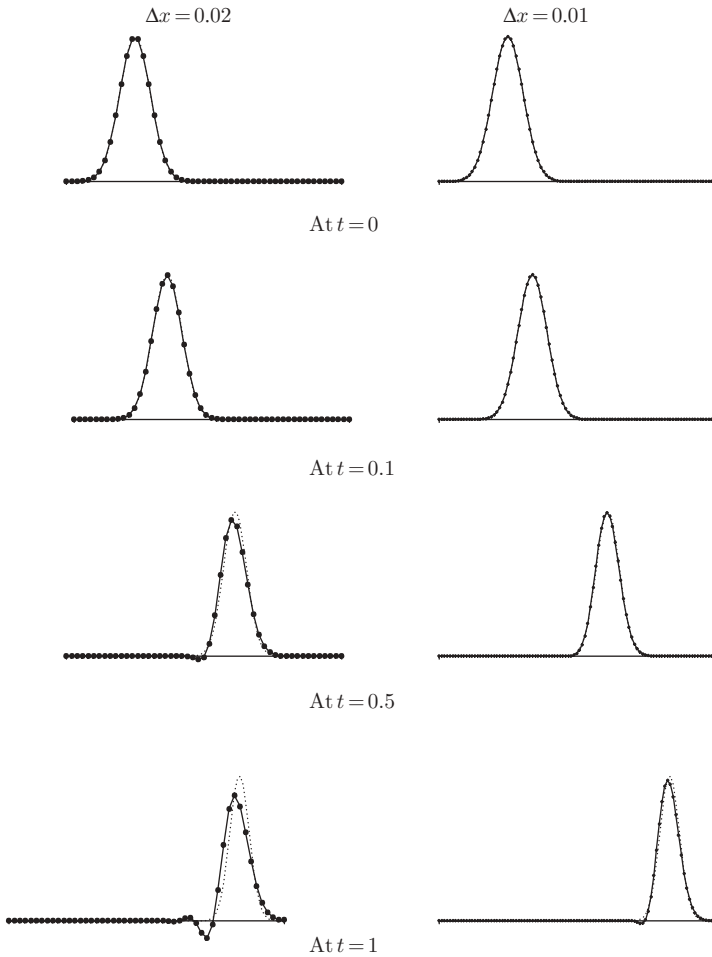 Δx = 0.02
Δx = 0.01
At t = 0
At t = 0.1
At t = 0.5
At t = 1